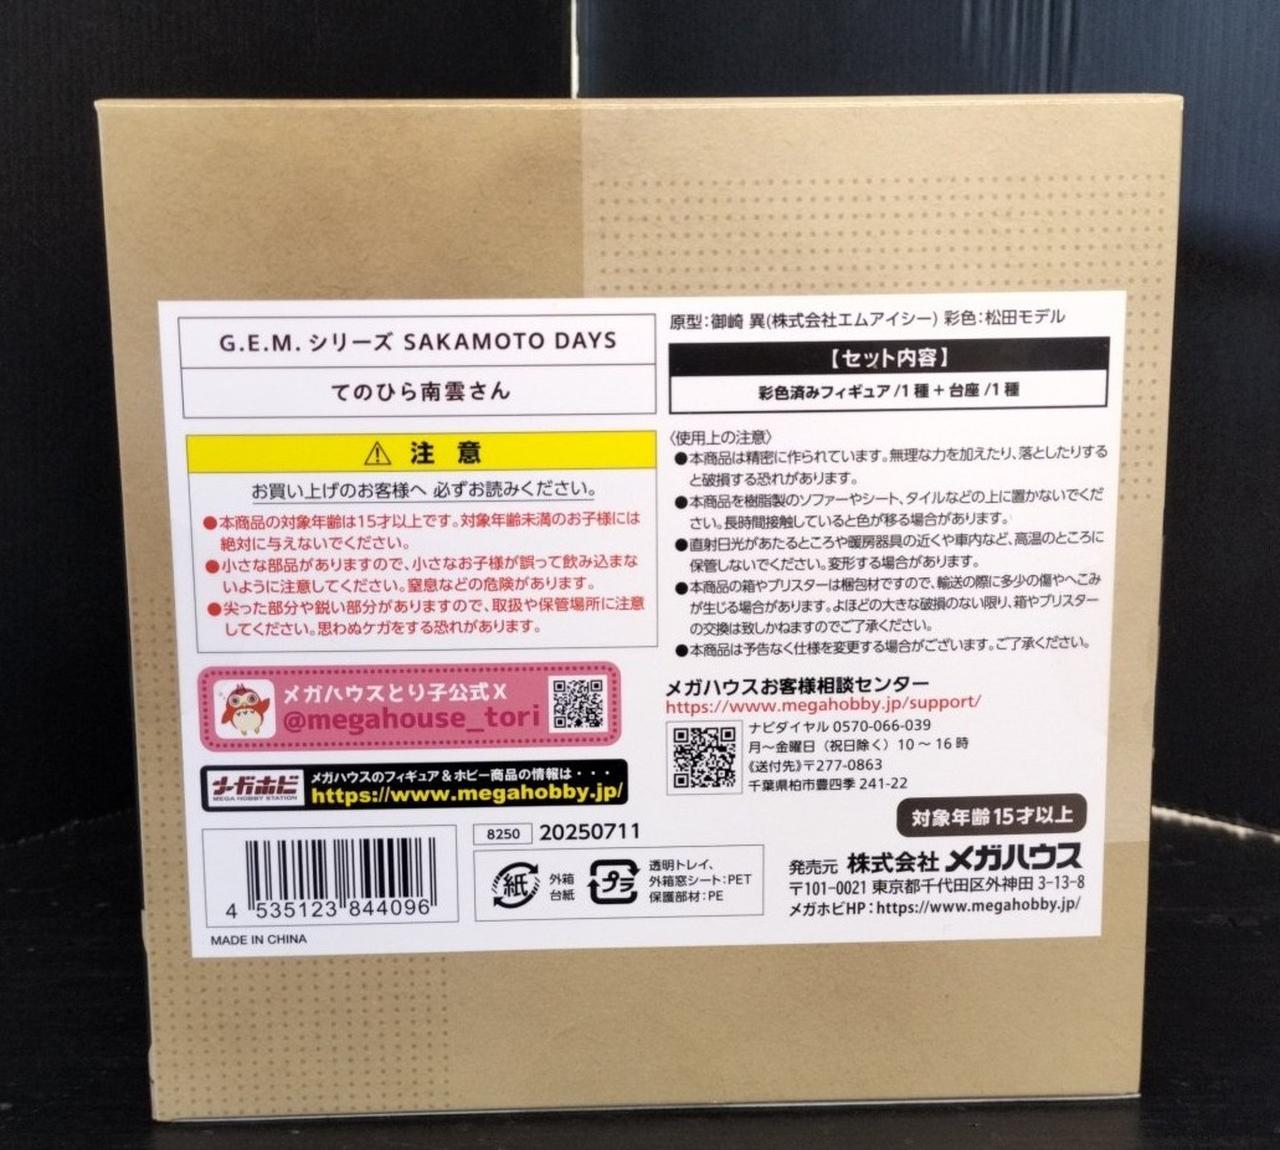 G.E.M.シリーズ SAKAMOTO DAYS
てのひら南雲さん
⚠ 注 意
お買い上げのお客様へ 必ずお読みください。
●本商品の対象年齢は15才以上です。対象年齢未満のお子様には
絶対に与えないでください。
●小さな部品がありますので、小さなお子様が誤って飲み込まな
いように注意してください。窒息などの危険があります。
●尖った部分や鋭い部分がありますので、取扱や保管場所に注意
してください。思わぬケガをする恐れがあります。
メガハウスとり子公式X
@megahouse_tori
メガホビ
MEGA HOBBY STATION
メガハウスのフィギュア&ホビー商品の情報は・・・
https://www.megahobby.jp/
4 535123 844096
MADE IN CHINA
8250 20250711
紙
外箱
台紙
プラ
透明トレイ、
外箱窓シート:PET
保護部材:PE
原型:御崎 異(株式会社エムアイシー) 彩色:松田モデル
【セット内容】
彩色済みフィギュア/1種+台座/1種
〈使用上の注意〉
●本商品は精密に作られています。無理な力を加えたり、落としたりする
と破損する恐れがあります。
●本商品を樹脂製のソファーやシート、タイルなどの上に置かないでくだ
さい。長時間接触していると色が移る場合があります。
●直射日光があたるところや暖房器具の近くや車内など、高温のところに
保管しないでください。変形する場合があります。
●本商品の箱やブリスターは梱包材ですので、輸送の際に多少の傷やへこみ
が生じる場合があります。よほどの大きな破損のない限り、箱やブリスター
の交換は致しかねますのでご了承ください。
●本商品は予告なく仕様を変更する場合がございます。ご了承ください。
メガハウスお客様相談センター
https://www.megahobby.jp/support/
ナビダイヤル 0570-066-039
月〜金曜日(祝日除く)10〜16時
《送付先》〒277-0863
千葉県柏市豊四季 241-22
対象年齢15才以上
発売元 株式会社メガハウス
〒101-0021 東京都千代田区外神田 3-13-8
メガホビHP:https://www.megahobby.jp/